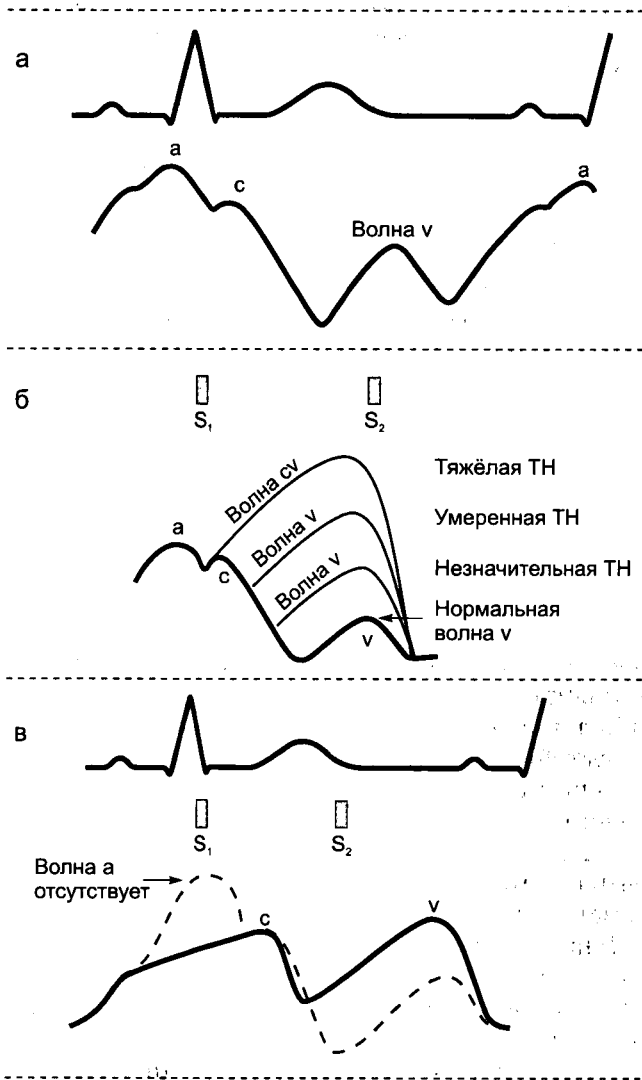 а
a
c
Волна v
a
б
S₁
S₂
Волна cv
Тяжёлая ТН
Волна v
Умеренная ТН
a
c
Волна v
Незначительная ТН
Нормальная
волна v
v
в
S₁
S₂
Волна a
отсутствует
c
v